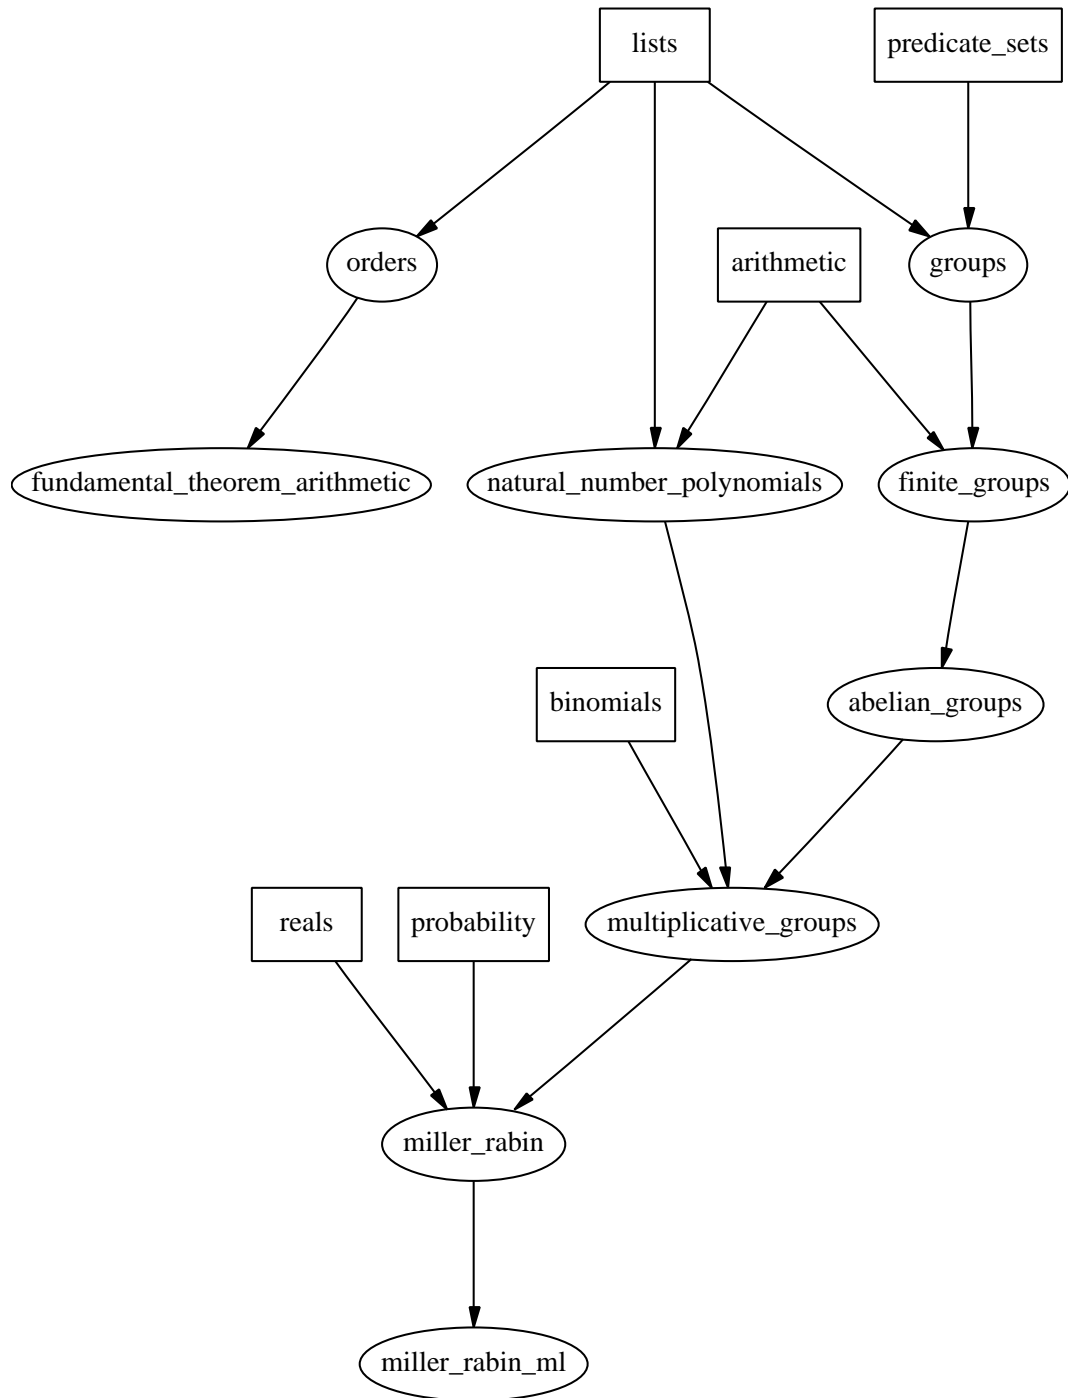 lists
predicate_sets
orders
arithmetic
groups
fundamental_theorem_arithmetic
natural_number_polynomials
finite_groups
binomials
abelian_groups
reals
probability
multiplicative_groups
miller_rabin
miller_rabin_ml